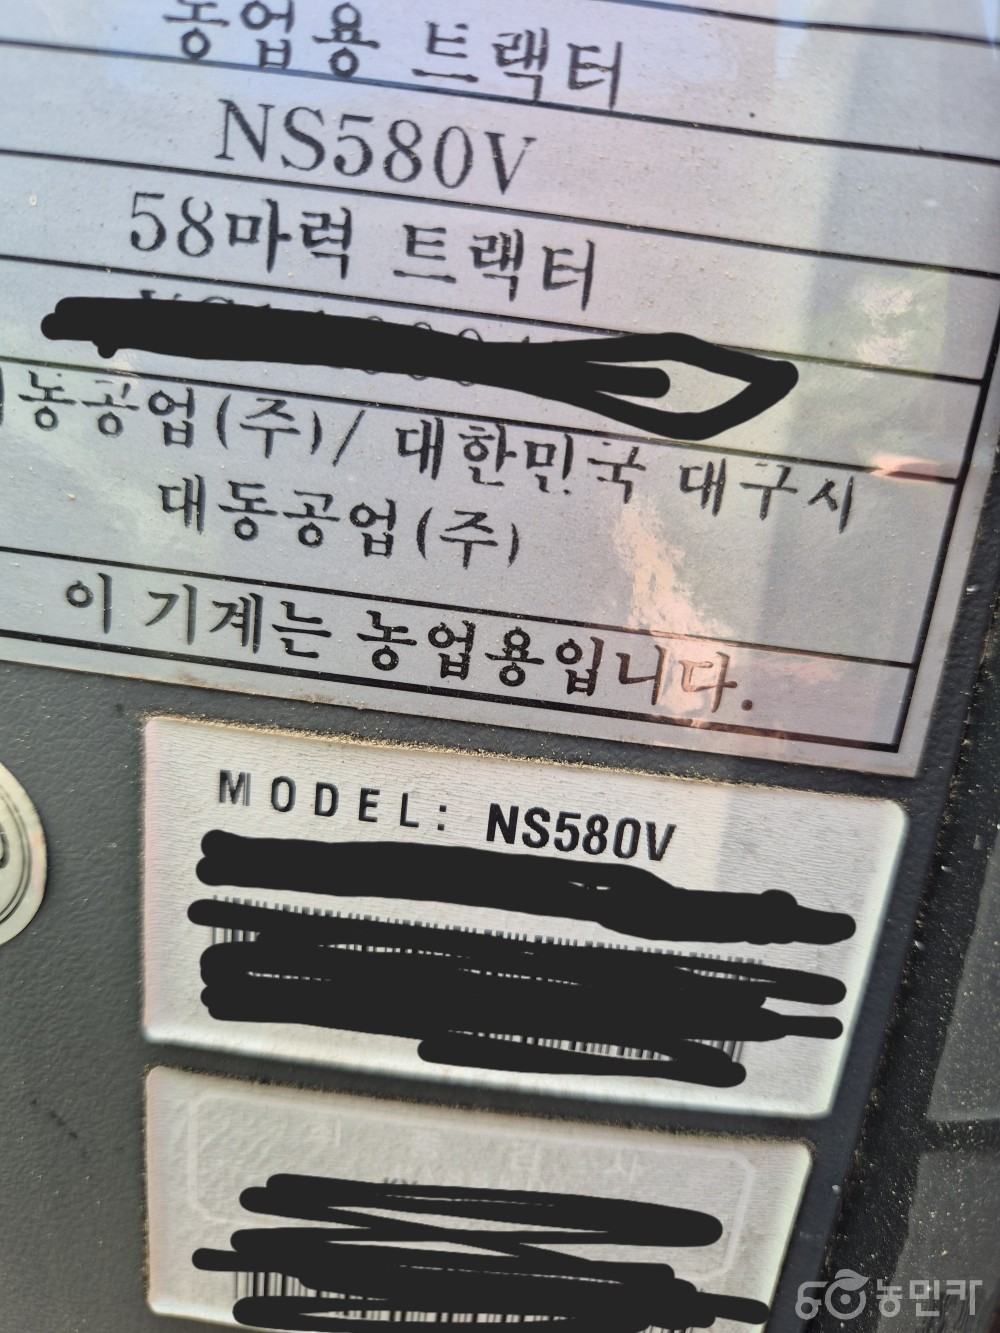 농업용 트랙터
NS580V
58마력 트랙터
동공업(주)/ 대한민국 대구시
대동공업(주)
이 기계는 농업용입니다.
MODEL: NS580V
농먼카